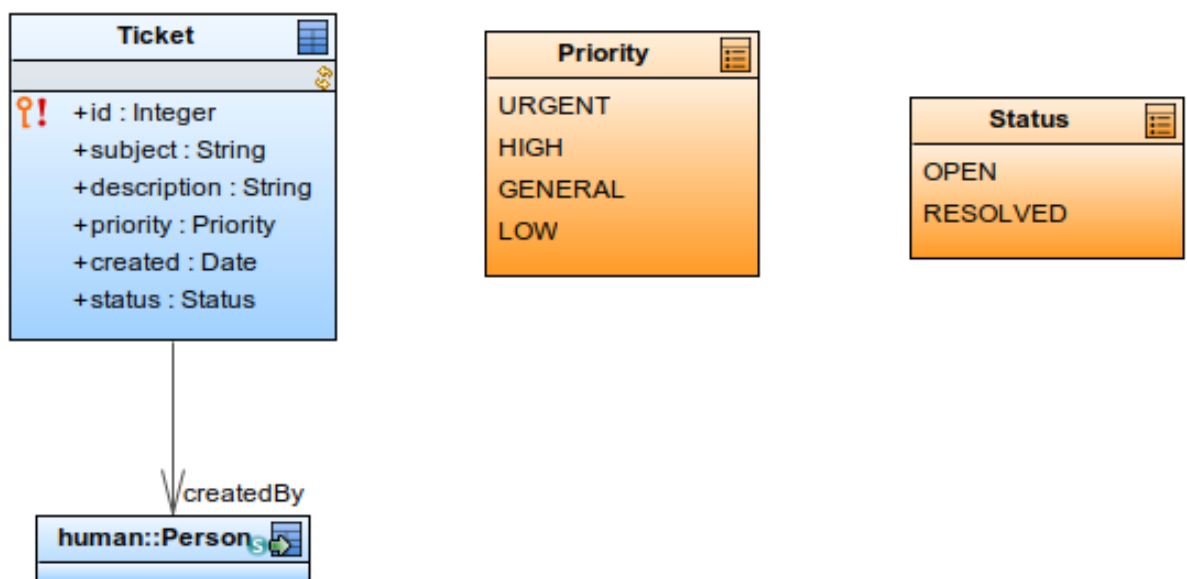 Ticket
+id : Integer
+subject : String
+description : String
+priority : Priority
+created : Date
+status : Status
createdBy
human::Person
S
Priority
URGENT
HIGH
GENERAL
LOW
Status
OPEN
RESOLVED